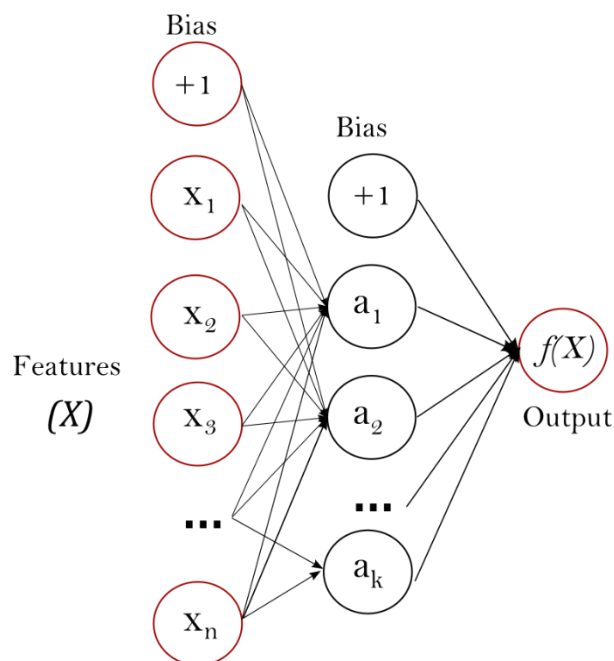 Bias
+1
x1
x2
x3
...
xn
Features
(X)
Bias
+1
a1
a2
...
ak
f(X)
Output